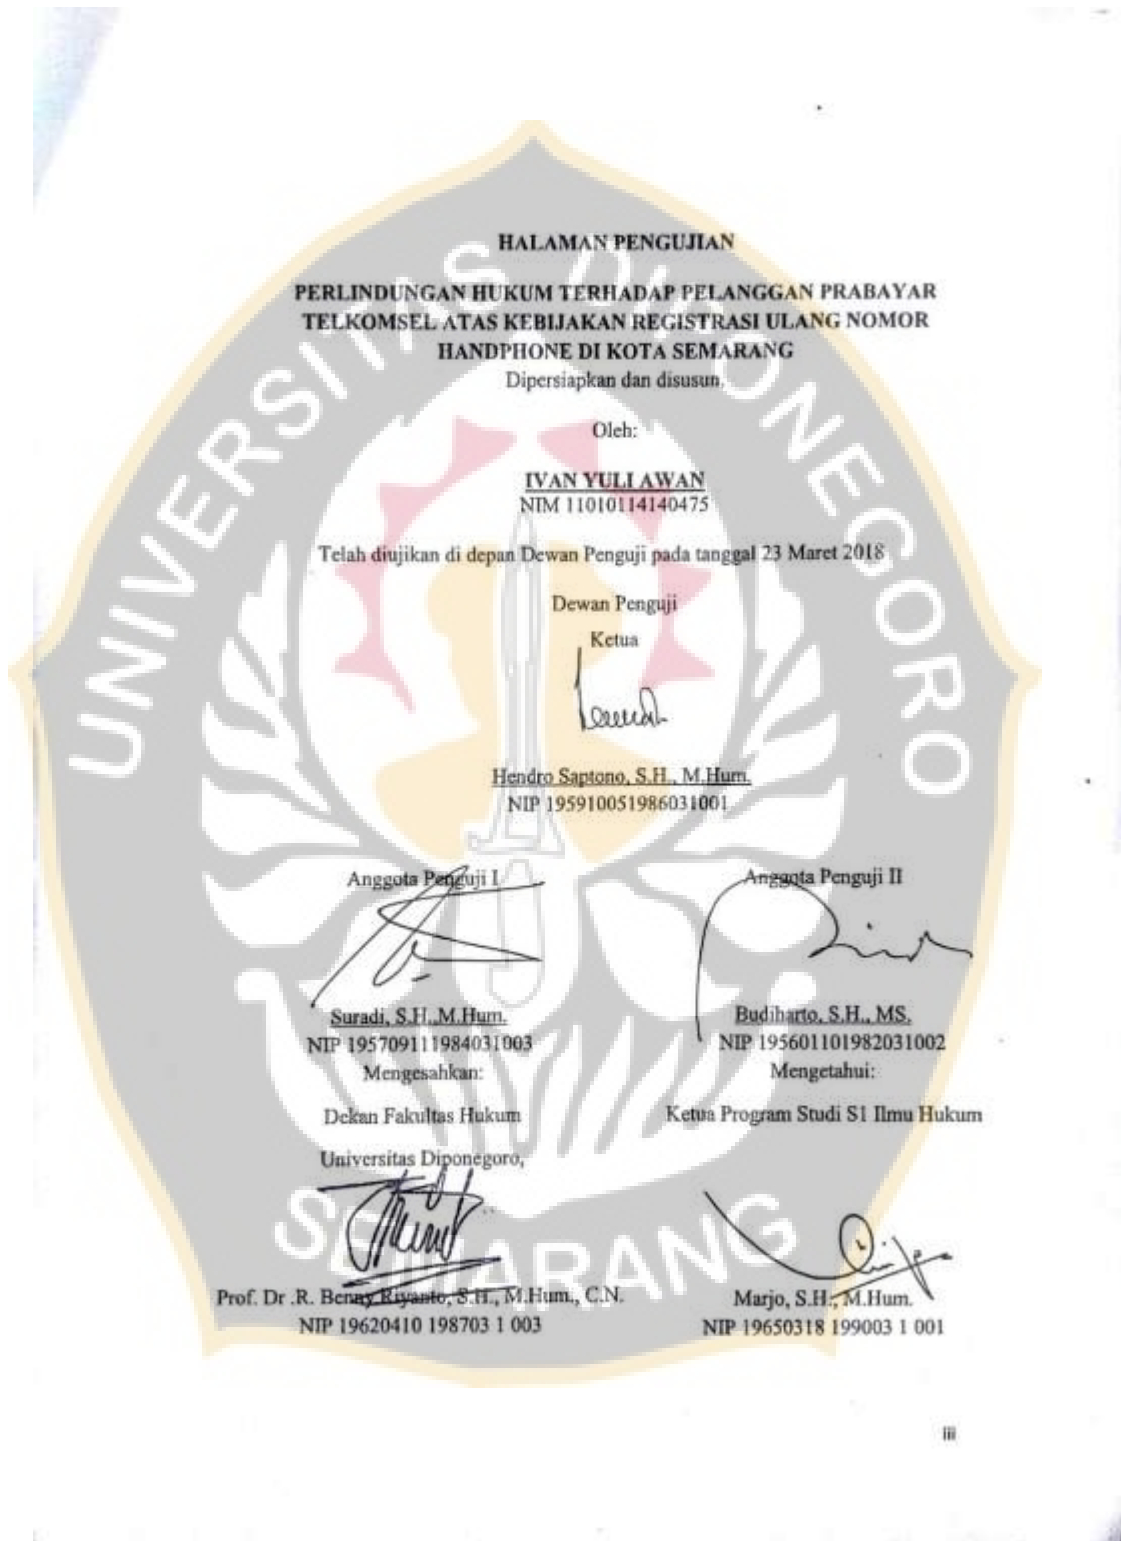 HALAMAN PENGUJIAN
PERLINDUNGAN HUKUM TERHADAP PELANGGAN PRABAYAR
TELKOMSEL ATAS KEBIJAKAN REGISTRASI ULANG NOMOR
HANDPHONE DI KOTA SEMARANG
Dipersiapkan dan disusun
Oleh:
IVAN YULI AWAN
NIM 11010114140475
Telah diujikan di depan Dewan Penguji pada tanggal 23 Maret 2018
Dewan Penguji
Ketua
Hendro Saptono, S.H., M.Hum.
NIP 195910051986031001
Anggota Penguji I
Anggota Penguji II
Suradi, S.H.,M.Hum.
Budiharto, S.H., MS.
NIP 195709111984031003
NIP 195601101982031002
Mengesahkan:
Mengetahui:
Dekan Fakultas Hukum
Ketua Program Studi S1 Ilmu Hukum
Universitas Diponegoro,
Prof. Dr .R. Benny Riyanto, S.H., M.Hum., C.N.
Marjo, S.H., M.Hum.
NIP 19620410 198703 1 003
NIP 19650318 199003 1 001
iii
UNIVERSITAS DIPONEGORO
SEMARANG